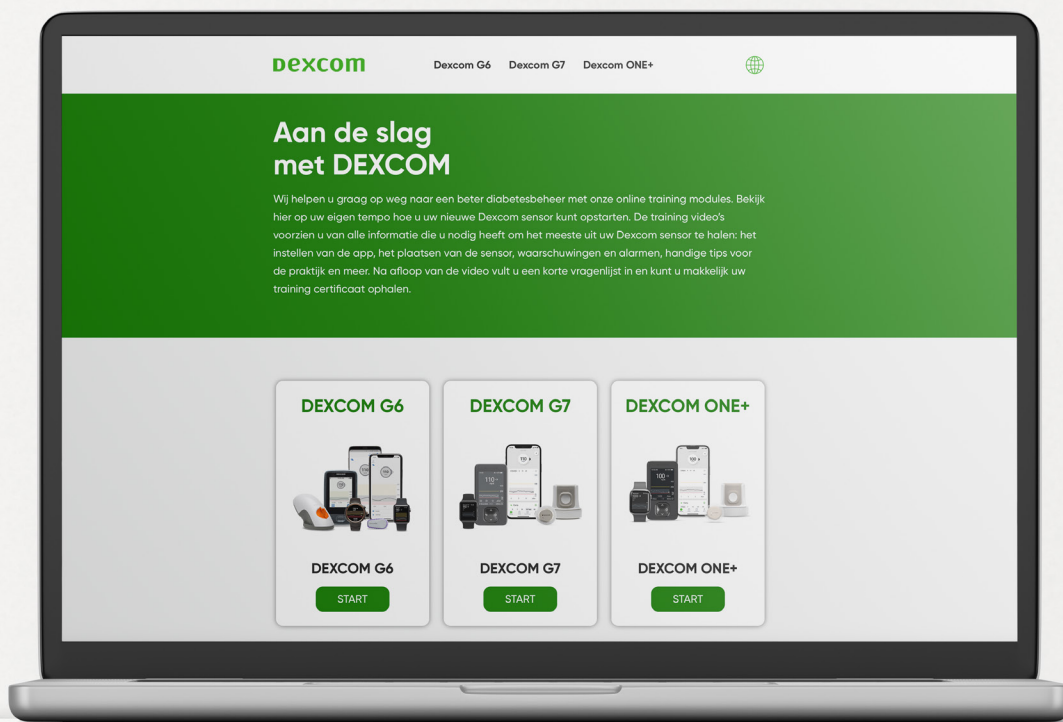 Dexcom
Dexcom G6 Dexcom G7 Dexcom ONE+
Aan de slag
met DEXCOM
Wij helpen u graag op weg naar een beter diabetesbeheer met onze online training modules. Bekijk
hier op uw eigen tempo hoe u uw nieuwe Dexcom sensor kunt opstarten. De training video's
voorzien u van alle informatie die u nodig heeft om het meeste uit uw Dexcom sensor te halen: het
instellen van de app, het plaatsen van de sensor, waarschuwingen en alarmen, handige tips voor
de praktijk en meer. Na afloop van de video vult u een korte vragenlijst in en kunt u makkelijk uw
training certificaat ophalen.
DEXCOM G6
DEXCOM G7
DEXCOM ONE+
110
110
100
100
DEXCOM G6
START
DEXCOM G7
START
DEXCOM ONE+
START